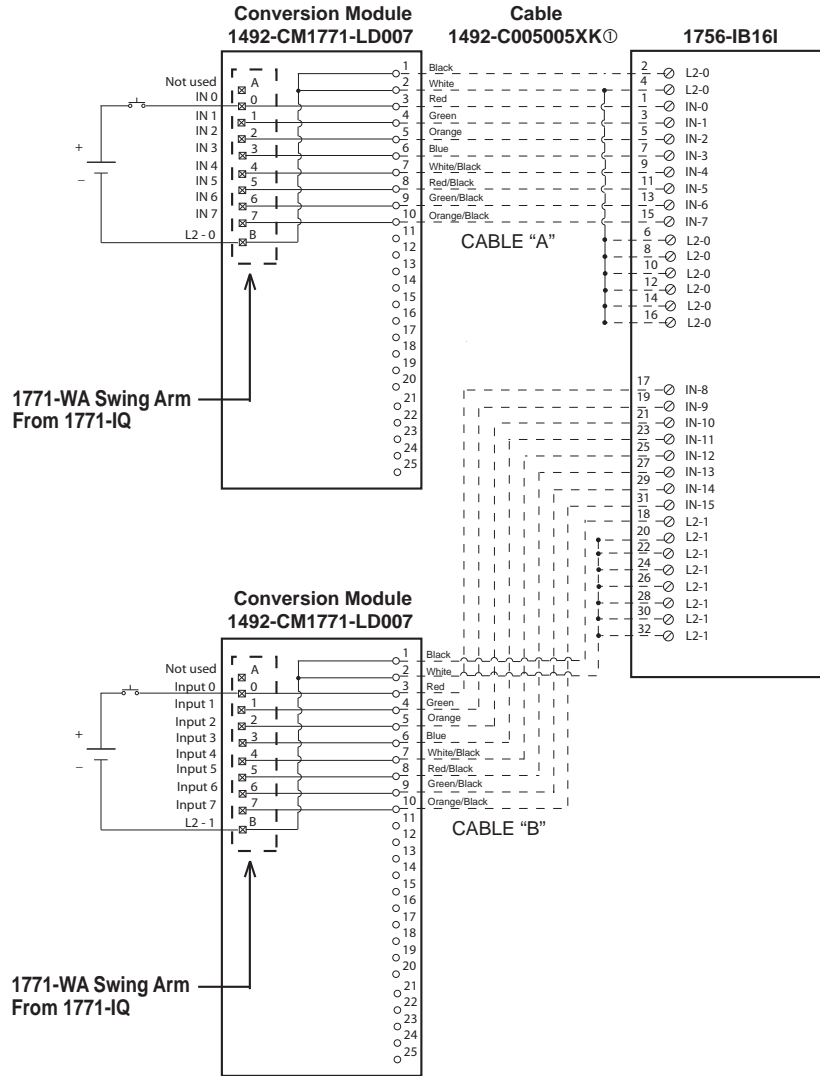 Conversion Module
1492-CM1771-LD007
Cable
1492-C005005XK①
1756-IB16I
Not used
IN 0
IN 1
IN 2
IN 3
IN 4
IN 5
IN 6
IN 7
L2 - 0
+
–
A
0
1
2
3
4
5
6
7
B
1
2
3
4
5
6
7
8
9
10
11
12
13
14
15
16
17
18
19
20
21
22
23
24
25
Black
White
Red
Green
Orange
Blue
White/Black
Red/Black
Green/Black
Orange/Black
CABLE “A”
2 L2-0
4 L2-0
1 IN-0
3 IN-1
5 IN-2
7 IN-3
9 IN-4
11 IN-5
13 IN-6
15 IN-7
6 L2-0
8 L2-0
10 L2-0
12 L2-0
14 L2-0
16 L2-0
17 IN-8
19 IN-9
21 IN-10
23 IN-11
25 IN-12
27 IN-13
29 IN-14
31 IN-15
18 L2-1
20 L2-1
22 L2-1
24 L2-1
26 L2-1
28 L2-1
30 L2-1
32 L2-1
1771-WA Swing Arm
From 1771-IQ
Conversion Module
1492-CM1771-LD007
Not used
Input 0
Input 1
Input 2
Input 3
Input 4
Input 5
Input 6
Input 7
L2 - 1
+
–
A
0
1
2
3
4
5
6
7
B
1
2
3
4
5
6
7
8
9
10
11
12
13
14
15
16
17
18
19
20
21
22
23
24
25
Black
White
Red
Green
Orange
Blue
White/Black
Red/Black
Green/Black
Orange/Black
CABLE “B”
1771-WA Swing Arm
From 1771-IQ